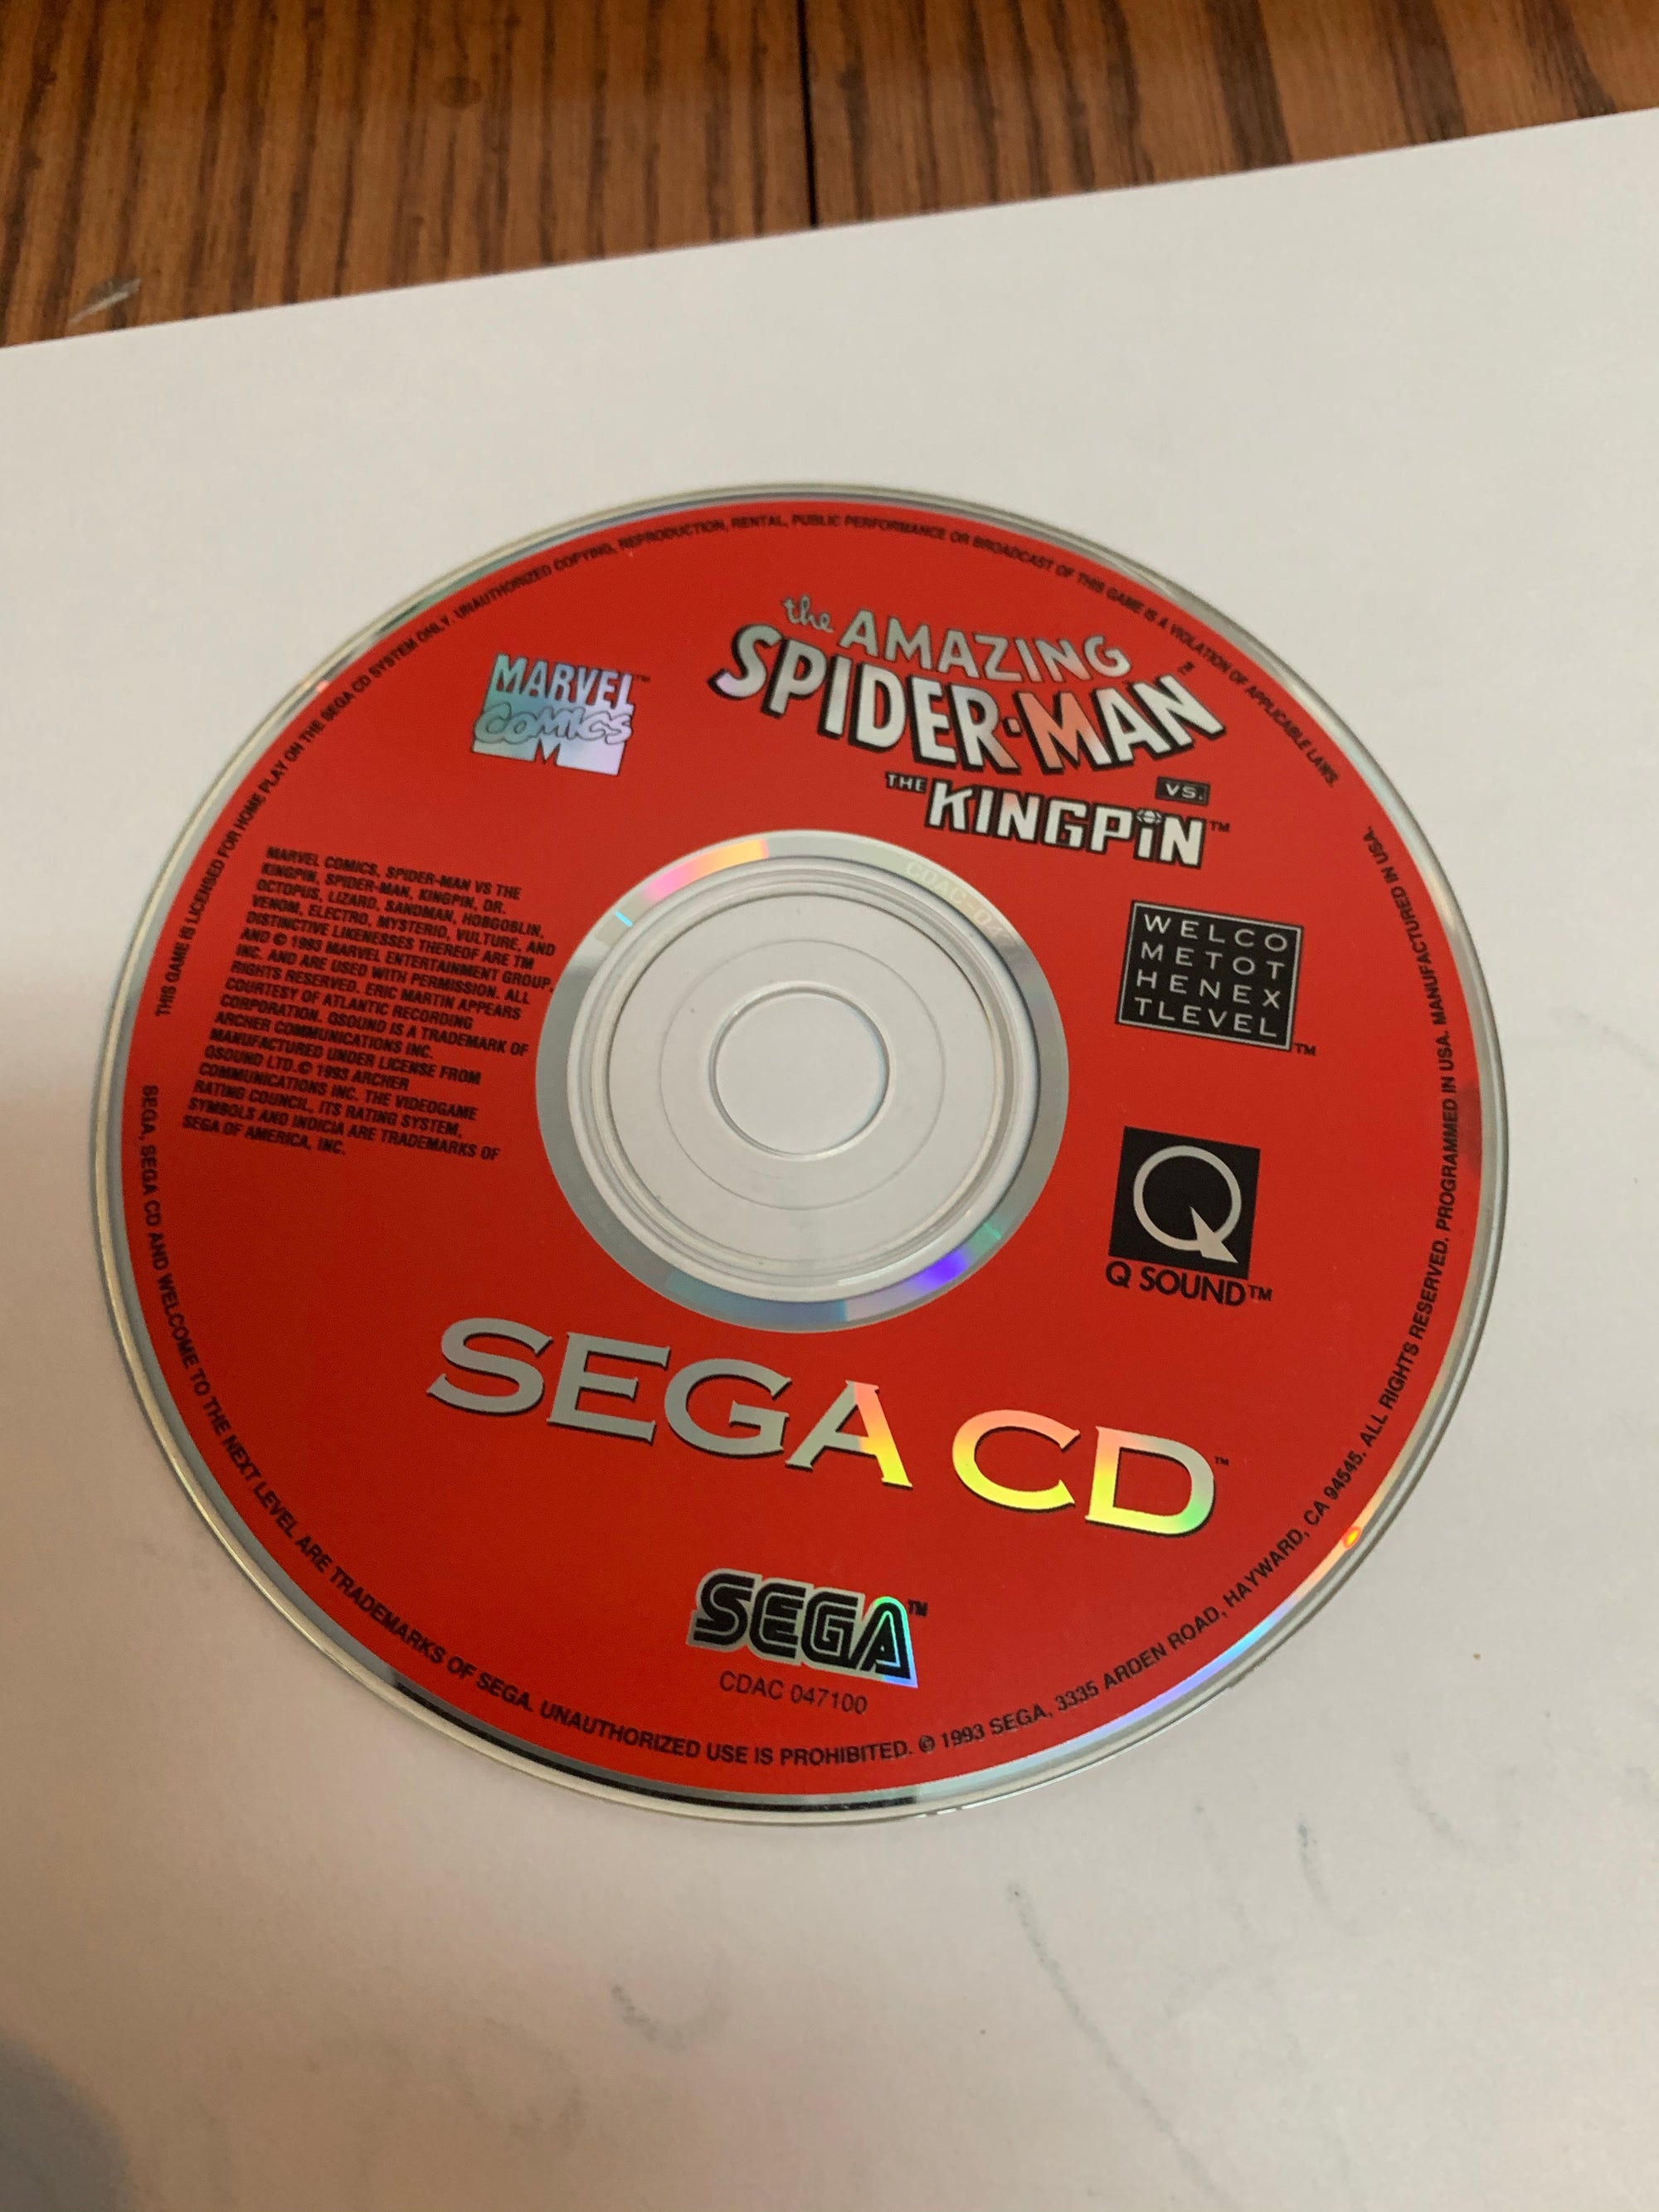 THIS GAME IS LICENSED FOR HOME PLAY ON THE SEGA CD SYSTEM ONLY. UNAUTHORIZED COPYING, REPRODUCTION, RENTAL, PUBLIC PERFORMANCE OR BROADCAST OF THIS GAME IS A VIOLATION OF APPLICABLE LAWS.
MARVEL™
COMICS
M
the AMAZING
SPIDER-MAN™
VS.
THE KINGPIN™
MARVEL COMICS, SPIDER-MAN VS THE
KINGPIN, SPIDER-MAN, KINGPIN, DR.
OCTOPUS, LIZARD, SANDMAN, HOBGOBLIN,
VENOM, ELECTRO, MYSTERIO, VULTURE, AND
DISTINCTIVE LIKENESSES THEREOF ARE TM
AND © 1993 MARVEL ENTERTAINMENT GROUP,
INC. AND ARE USED WITH PERMISSION. ALL
RIGHTS RESERVED. ERIC MARTIN APPEARS
COURTESY OF ATLANTIC RECORDING
CORPORATION. QSOUND IS A TRADEMARK OF
ARCHER COMMUNICATIONS INC.
MANUFACTURED UNDER LICENSE FROM
QSOUND LTD.© 1993 ARCHER
COMMUNICATIONS INC. THE VIDEOGAME
RATING COUNCIL, ITS RATING SYSTEM,
SYMBOLS AND INDICIA ARE TRADEMARKS OF
SEGA OF AMERICA, INC.
WELCO
METOT
HENEX
TLEVEL™
Q SOUND™
SEGA CD™
SEGA™
CDAC 047100
SEGA, SEGA CD AND WELCOME TO THE NEXT LEVEL ARE TRADEMARKS OF SEGA. UNAUTHORIZED USE IS PROHIBITED. © 1993 SEGA, 3335 ARDEN ROAD, HAYWARD, CA 94545. ALL RIGHTS RESERVED. PROGRAMMED IN USA. MANUFACTURED IN USA.